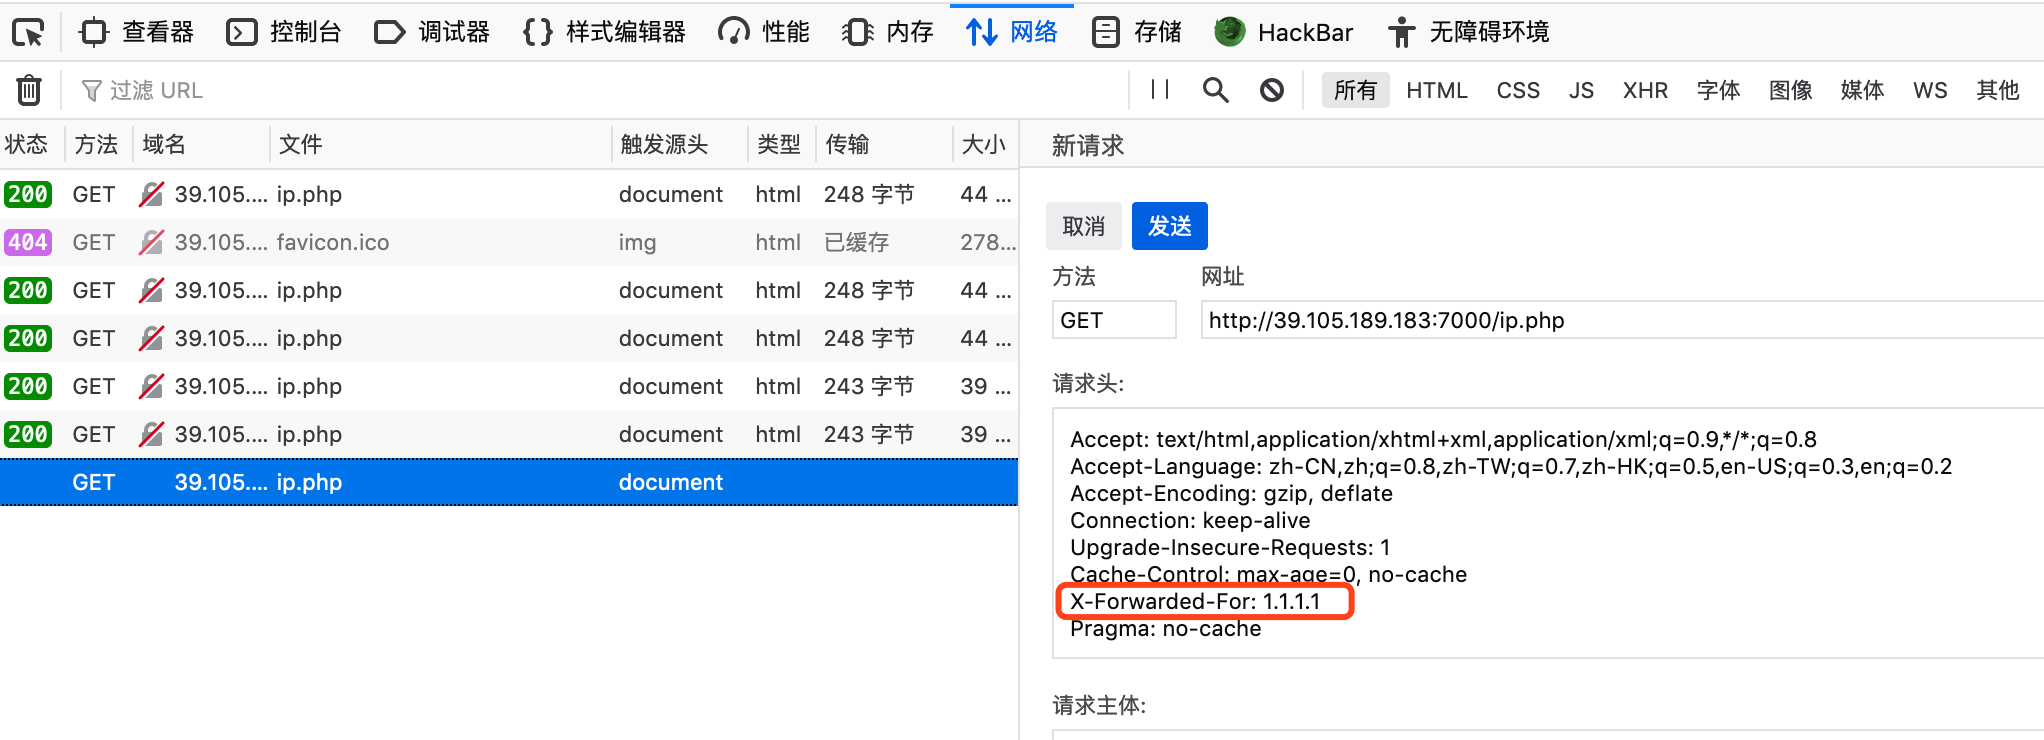 查看器 控制台 调试器 样式编辑器 性能 内存 网络 存储 HackBar 无障碍环境
过滤 URL 所有 HTML CSS JS XHR 字体 图像 媒体 WS 其他
状态 方法 域名 文件 触发源头 类型 传输 大小
200 GET 39.105.... ip.php document html 248 字节 44 ...
404 GET 39.105.... favicon.ico img html 已缓存 278...
200 GET 39.105.... ip.php document html 248 字节 44 ...
200 GET 39.105.... ip.php document html 248 字节 44 ...
200 GET 39.105.... ip.php document html 243 字节 39 ...
200 GET 39.105.... ip.php document html 243 字节 39 ...
GET 39.105.... ip.php document
新请求
取消 发送
方法 网址
GET http://39.105.189.183:7000/ip.php
请求头:
Accept: text/html,application/xhtml+xml,application/xml;q=0.9,*/*;q=0.8
Accept-Language: zh-CN,zh;q=0.8,zh-TW;q=0.7,zh-HK;q=0.5,en-US;q=0.3,en;q=0.2
Accept-Encoding: gzip, deflate
Connection: keep-alive
Upgrade-Insecure-Requests: 1
Cache-Control: max-age=0, no-cache
X-Forwarded-For: 1.1.1.1
Pragma: no-cache
请求主体: